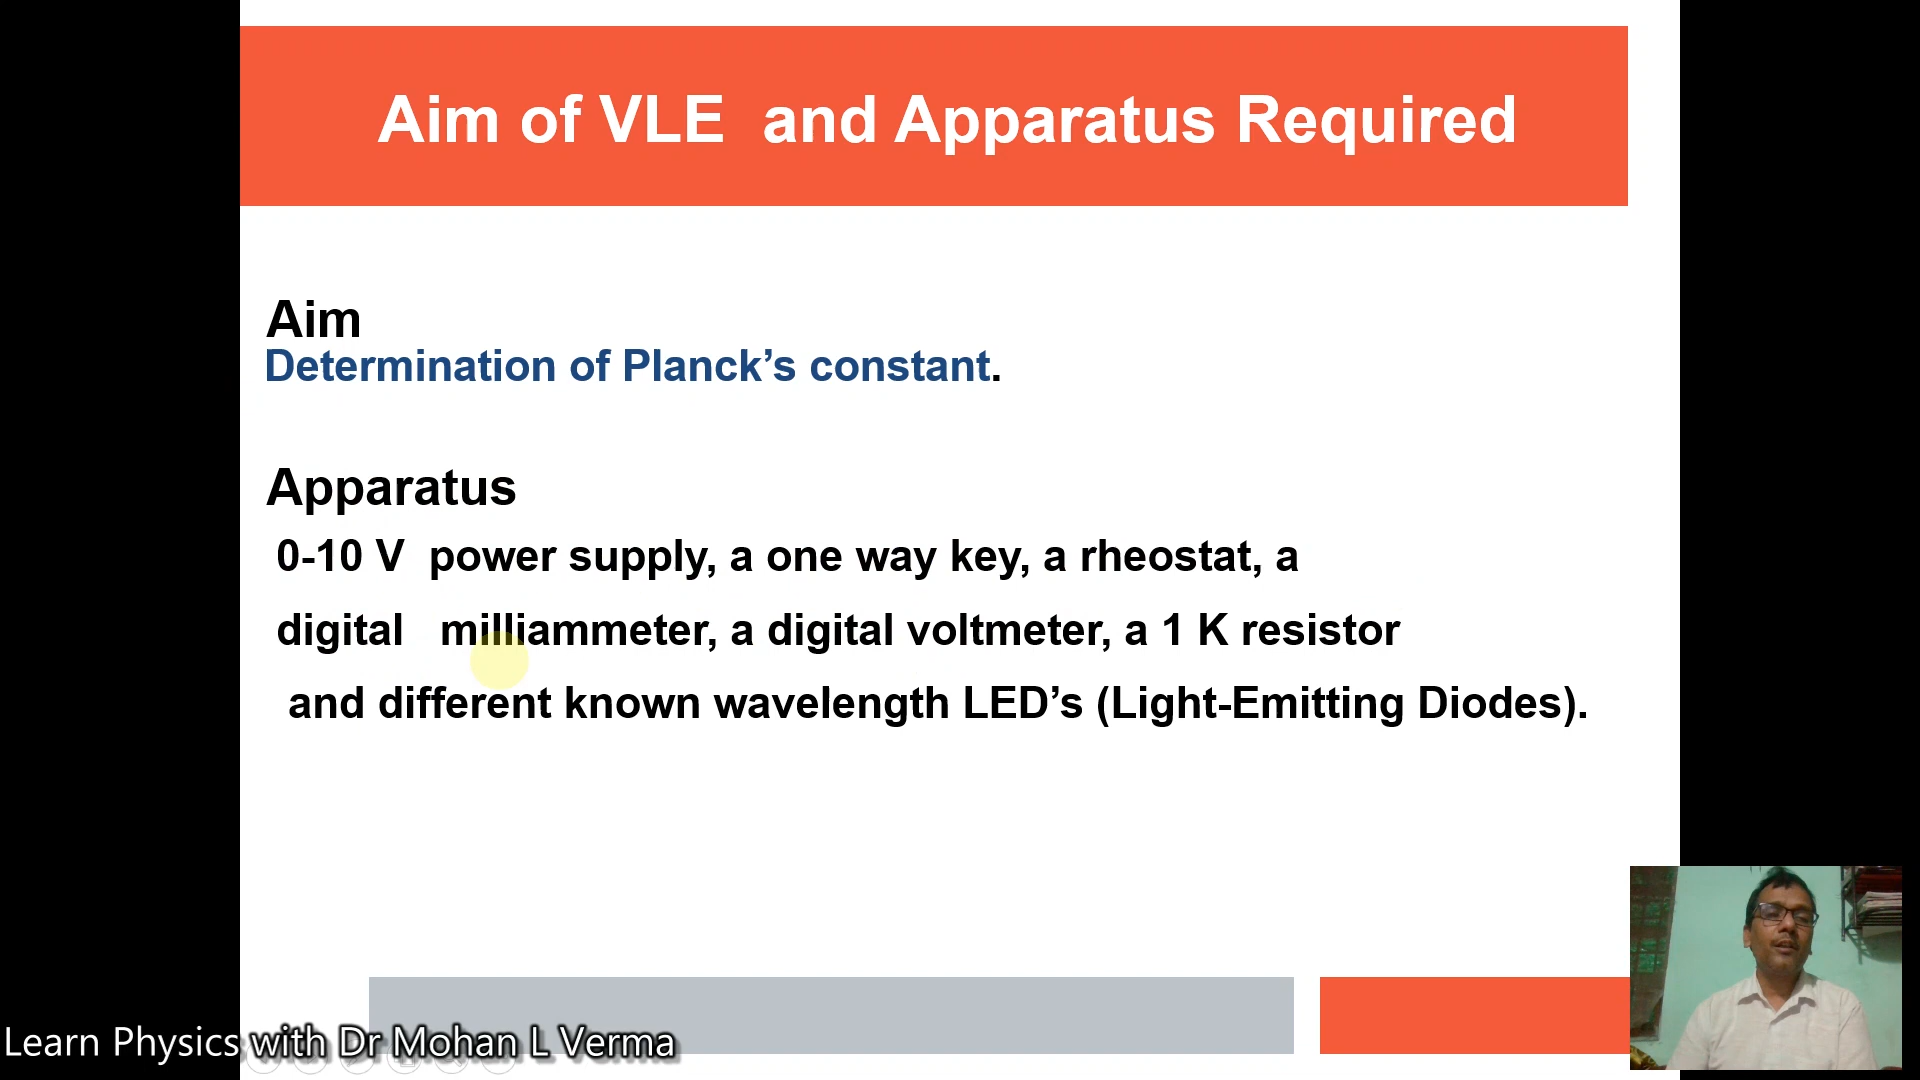 Aim of VLE and Apparatus Required
Aim
Determination of Planck’s constant.
Apparatus
0-10 V power supply, a one way key, a rheostat, a
digital milliammeter, a digital voltmeter, a 1 K resistor
and different known wavelength LED’s (Light-Emitting Diodes).
Learn Physics with Dr Mohan L Verma